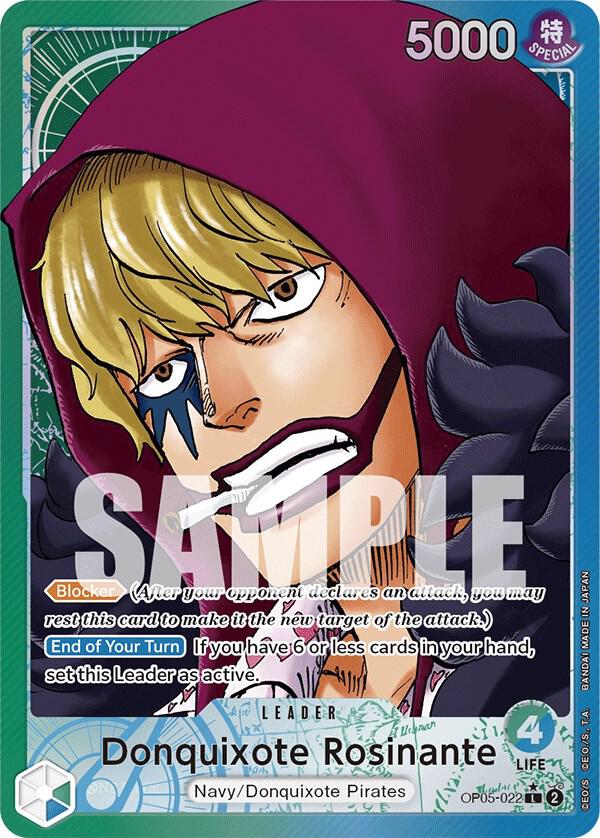 5000
特
SPECIAL
SAMPLE
Blocker (After your opponent declares an attack, you may
rest this card to make it the new target of the attack.)
End of Your Turn If you have 6 or less cards in your hand,
set this Leader as active.
LEADER
Donquixote Rosinante
Navy/Donquixote Pirates
4
LIFE
OP05-022 L 2
©E.O/S ©E.O./S., T.A. BANDAI MADE IN JAPAN